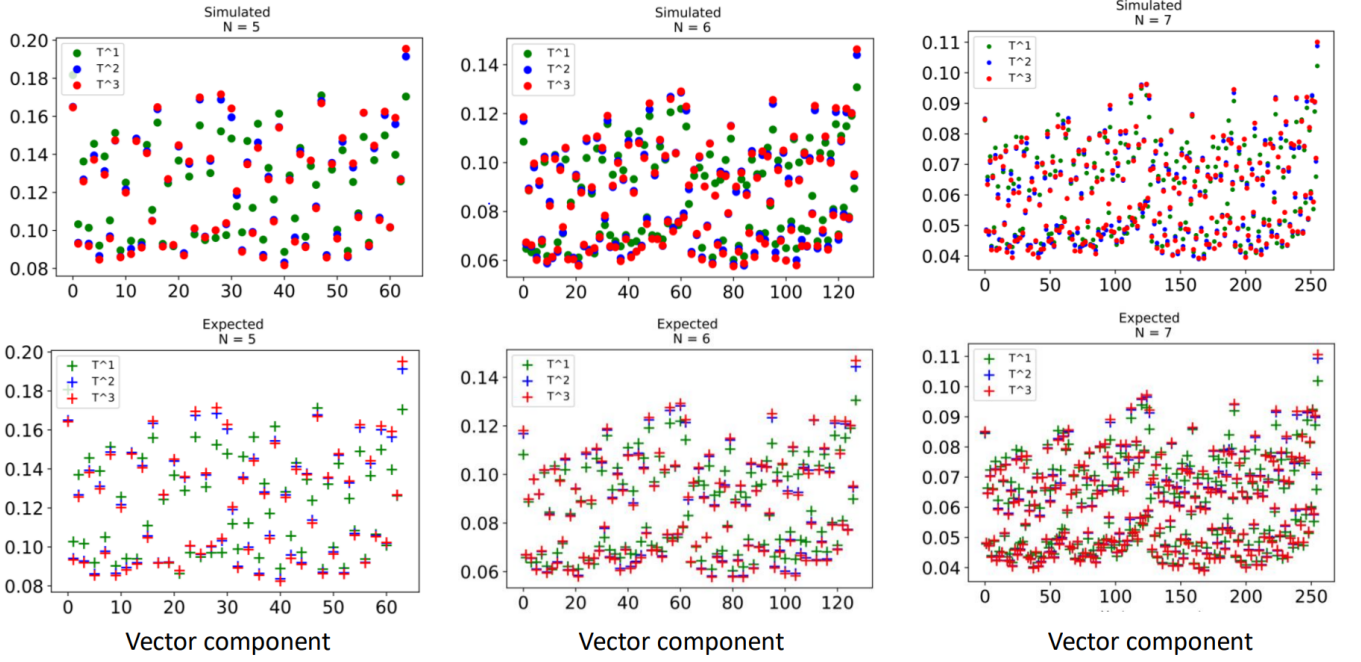 Simulated
N = 5
0.20
0.18
0.16
0.14
0.12
0.10
0.08
T^1
T^2
T^3
0 10 20 30 40 50 60
Simulated
N = 6
0.14
0.12
0.10
0.08
0.06
T^1
T^2
T^3
0 20 40 60 80 100 120
Simulated
N = 7
0.11
0.10
0.09
0.08
0.07
0.06
0.05
0.04
T^1
T^2
T^3
0 50 100 150 200 250
Expected
N = 5
0.20
0.18
0.16
0.14
0.12
0.10
0.08
T^1
T^2
T^3
0 10 20 30 40 50 60
Vector component
Expected
N = 6
0.14
0.12
0.10
0.08
0.06
T^1
T^2
T^3
0 20 40 60 80 100 120
Vector component
Expected
N = 7
0.11
0.10
0.09
0.08
0.07
0.06
0.05
0.04
T^1
T^2
T^3
0 50 100 150 200 250
Vector component